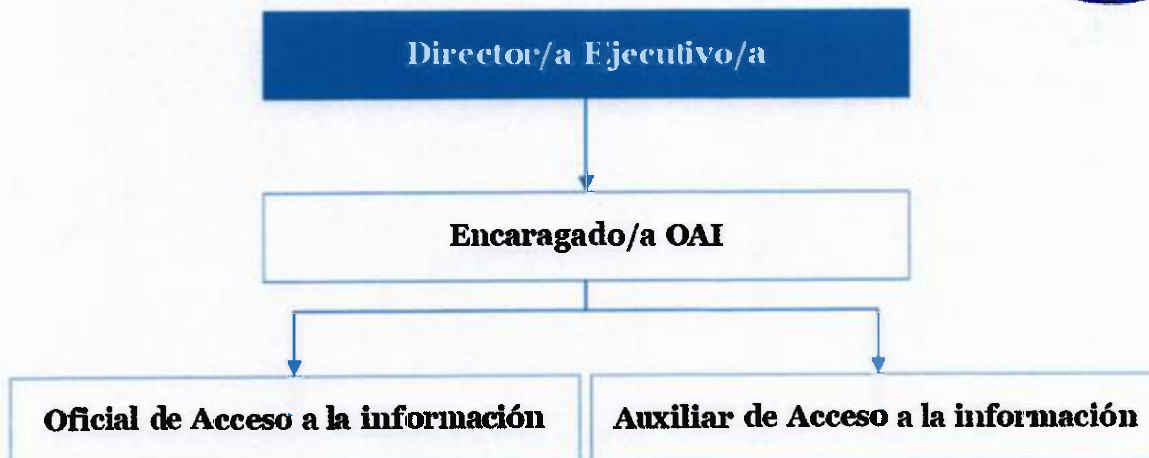 Director/a Ejecutivo/a
Encaragado/a OAI
Oficial de Acceso a la información
Auxiliar de Acceso a la información